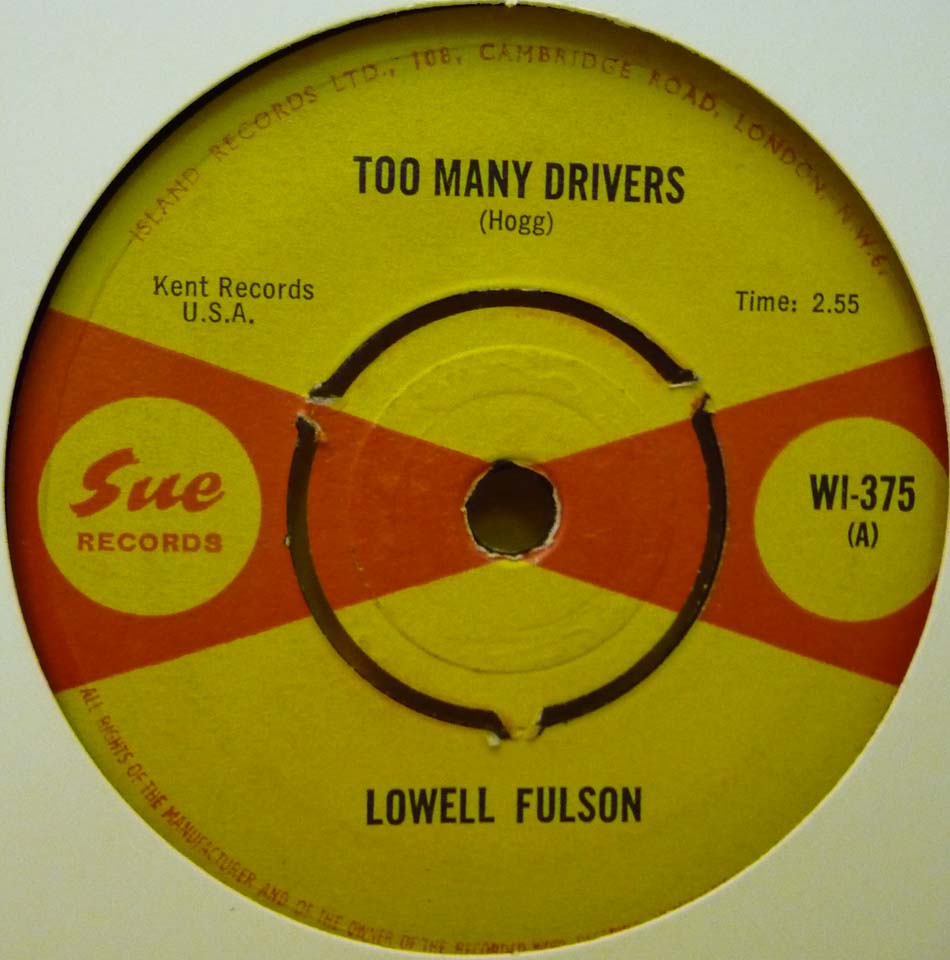 ISLAND RECORDS LTD., 108, CAMBRIDGE ROAD, LONDON, N.W.6.
TOO MANY DRIVERS
(Hogg)
Kent Records
U.S.A.
Time: 2.55
Sue
RECORDS
WI-375
(A)
LOWELL FULSON
ALL RIGHTS OF THE MANUFACTURER AND OF THE OWNER OF THE RECORDED